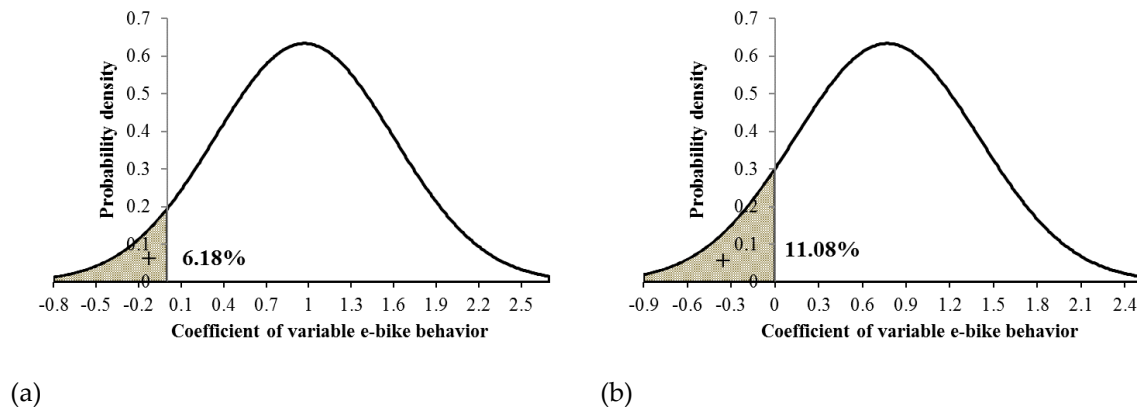 0.7
0.6
0.5
0.4
0.3
0.2
0.1
0
Probability density
6.18%
-0.8 -0.5 -0.2 0.1 0.4 0.7 1 1.3 1.6 1.9 2.2 2.5
Coefficient of variable e-bike behavior
(a)
0.7
0.6
0.5
0.4
0.3
0.2
0.1
0
Probability density
11.08%
-0.9 -0.6 -0.3 0 0.3 0.6 0.9 1.2 1.5 1.8 2.1 2.4
Coefficient of variable e-bike behavior
(b)